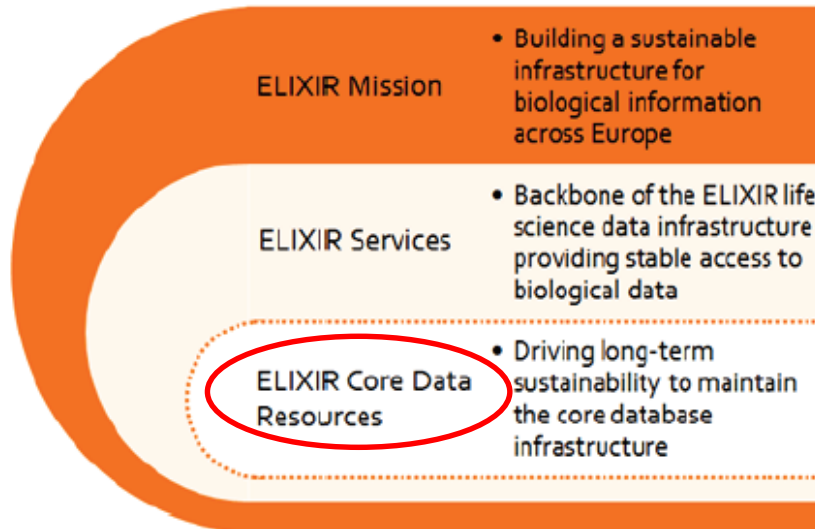 ELIXIR Mission
• Building a sustainable
infrastructure for
biological information
across Europe
ELIXIR Services
• Backbone of the ELIXIR life
science data infrastructure
providing stable access to
biological data
ELIXIR Core Data
Resources
• Driving long-term
sustainability to maintain
the core database
infrastructure